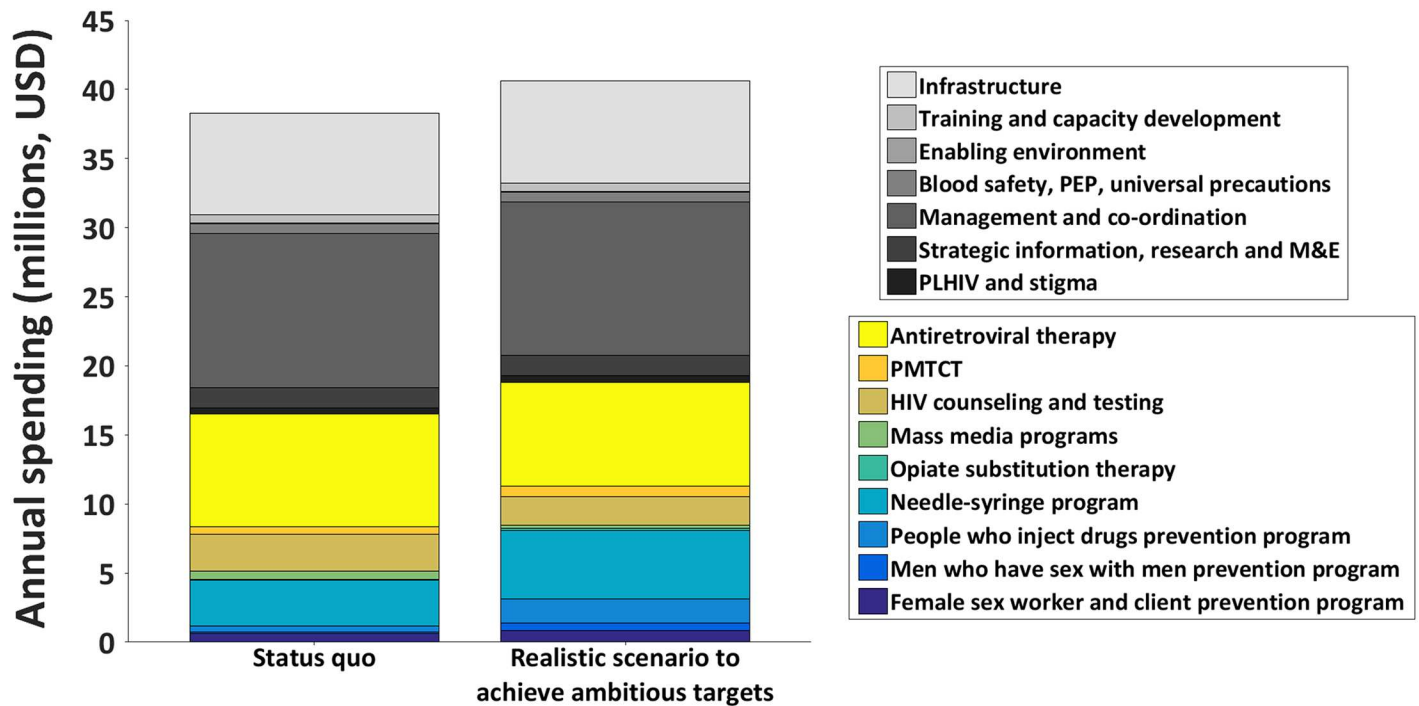 Annual spending (millions, USD)
45
40
35
30
25
20
15
10
5
0
Status quo
Realistic scenario to
achieve ambitious targets
Infrastructure
Training and capacity development
Enabling environment
Blood safety, PEP, universal precautions
Management and co-ordination
Strategic information, research and M&E
PLHIV and stigma
Antiretroviral therapy
PMTCT
HIV counseling and testing
Mass media programs
Opiate substitution therapy
Needle-syringe program
People who inject drugs prevention program
Men who have sex with men prevention program
Female sex worker and client prevention program